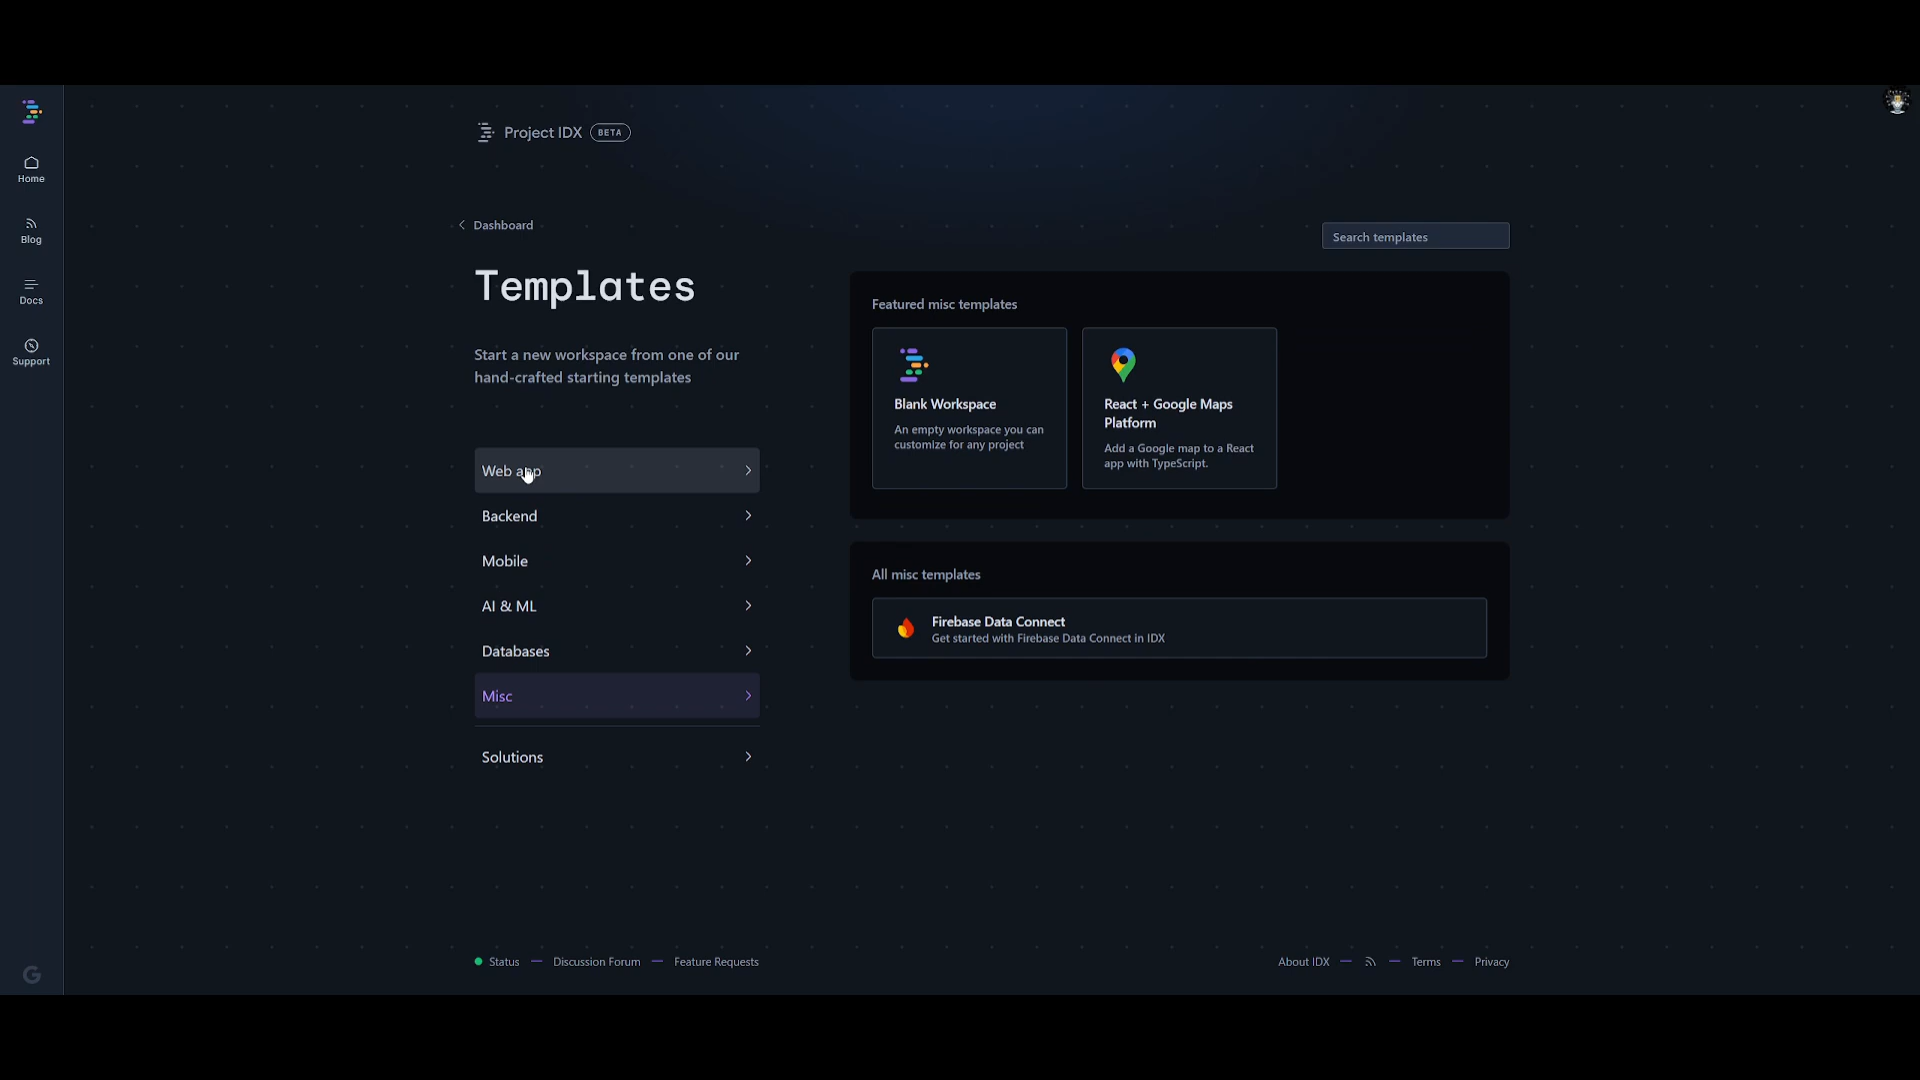 Project IDX BETA
Home
Blog
Docs
Support
Dashboard
Templates
Start a new workspace from one of our
hand-crafted starting templates
Web app
Backend
Mobile
AI & ML
Databases
Misc
Solutions
Search templates
Featured misc templates
Blank Workspace
An empty workspace you can
customize for any project
React + Google Maps
Platform
Add a Google map to a React
app with TypeScript.
All misc templates
Firebase Data Connect
Get started with Firebase Data Connect in IDX
G
Status — Discussion Forum — Feature Requests
About IDX — — Terms — Privacy